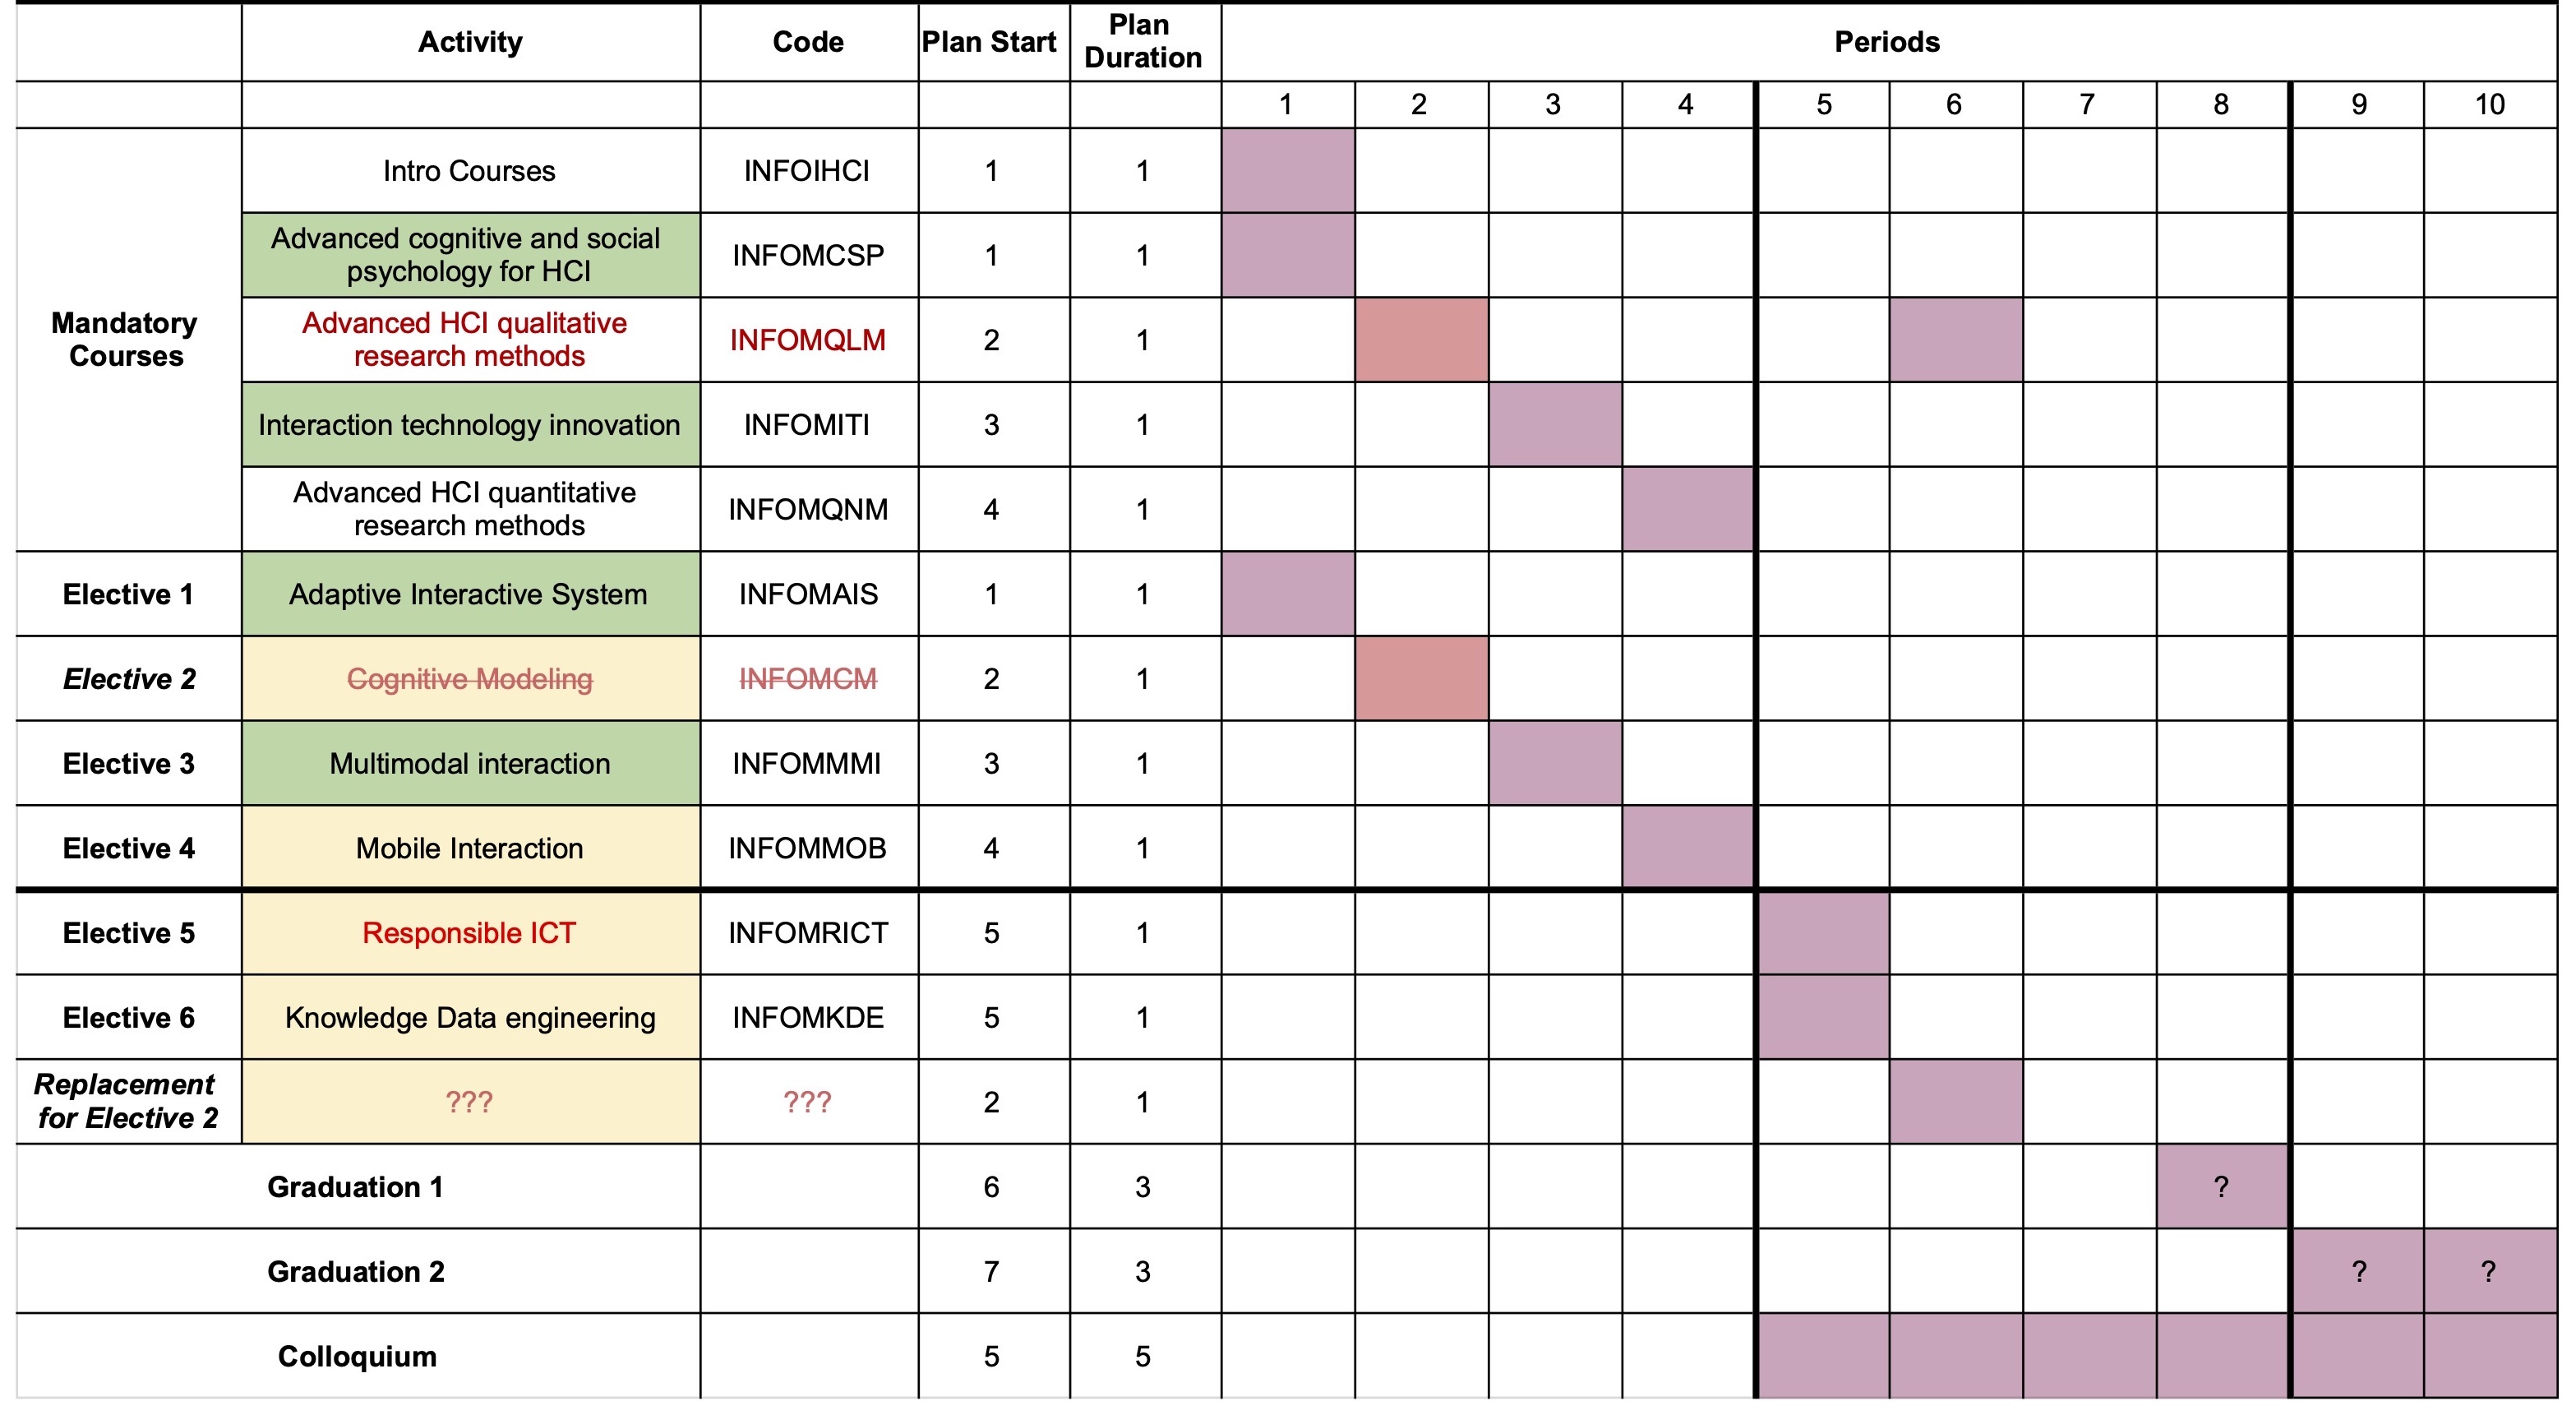 Activity Code Plan Start Plan Duration Periods
1 2 3 4 5 6 7 8 9 10
Mandatory Courses
Intro Courses INFOIHCI 1 1
Advanced cognitive and social psychology for HCI INFOMCSP 1 1
Advanced HCI qualitative research methods INFOMQLM 2 1
Interaction technology innovation INFOMITI 3 1
Advanced HCI quantitative research methods INFOMQNM 4 1
Elective 1 Adaptive Interactive System INFOMAIS 1 1
Elective 2 Cognitive Modeling INFOMCM 2 1
Elective 3 Multimodal interaction INFOMMMI 3 1
Elective 4 Mobile Interaction INFOMMOB 4 1
Elective 5 Responsible ICT INFOMRICT 5 1
Elective 6 Knowledge Data engineering INFOMKDE 5 1
Replacement for Elective 2 ??? ??? 2 1
Graduation 1 6 3 ?
Graduation 2 7 3 ? ?
Colloquium 5 5